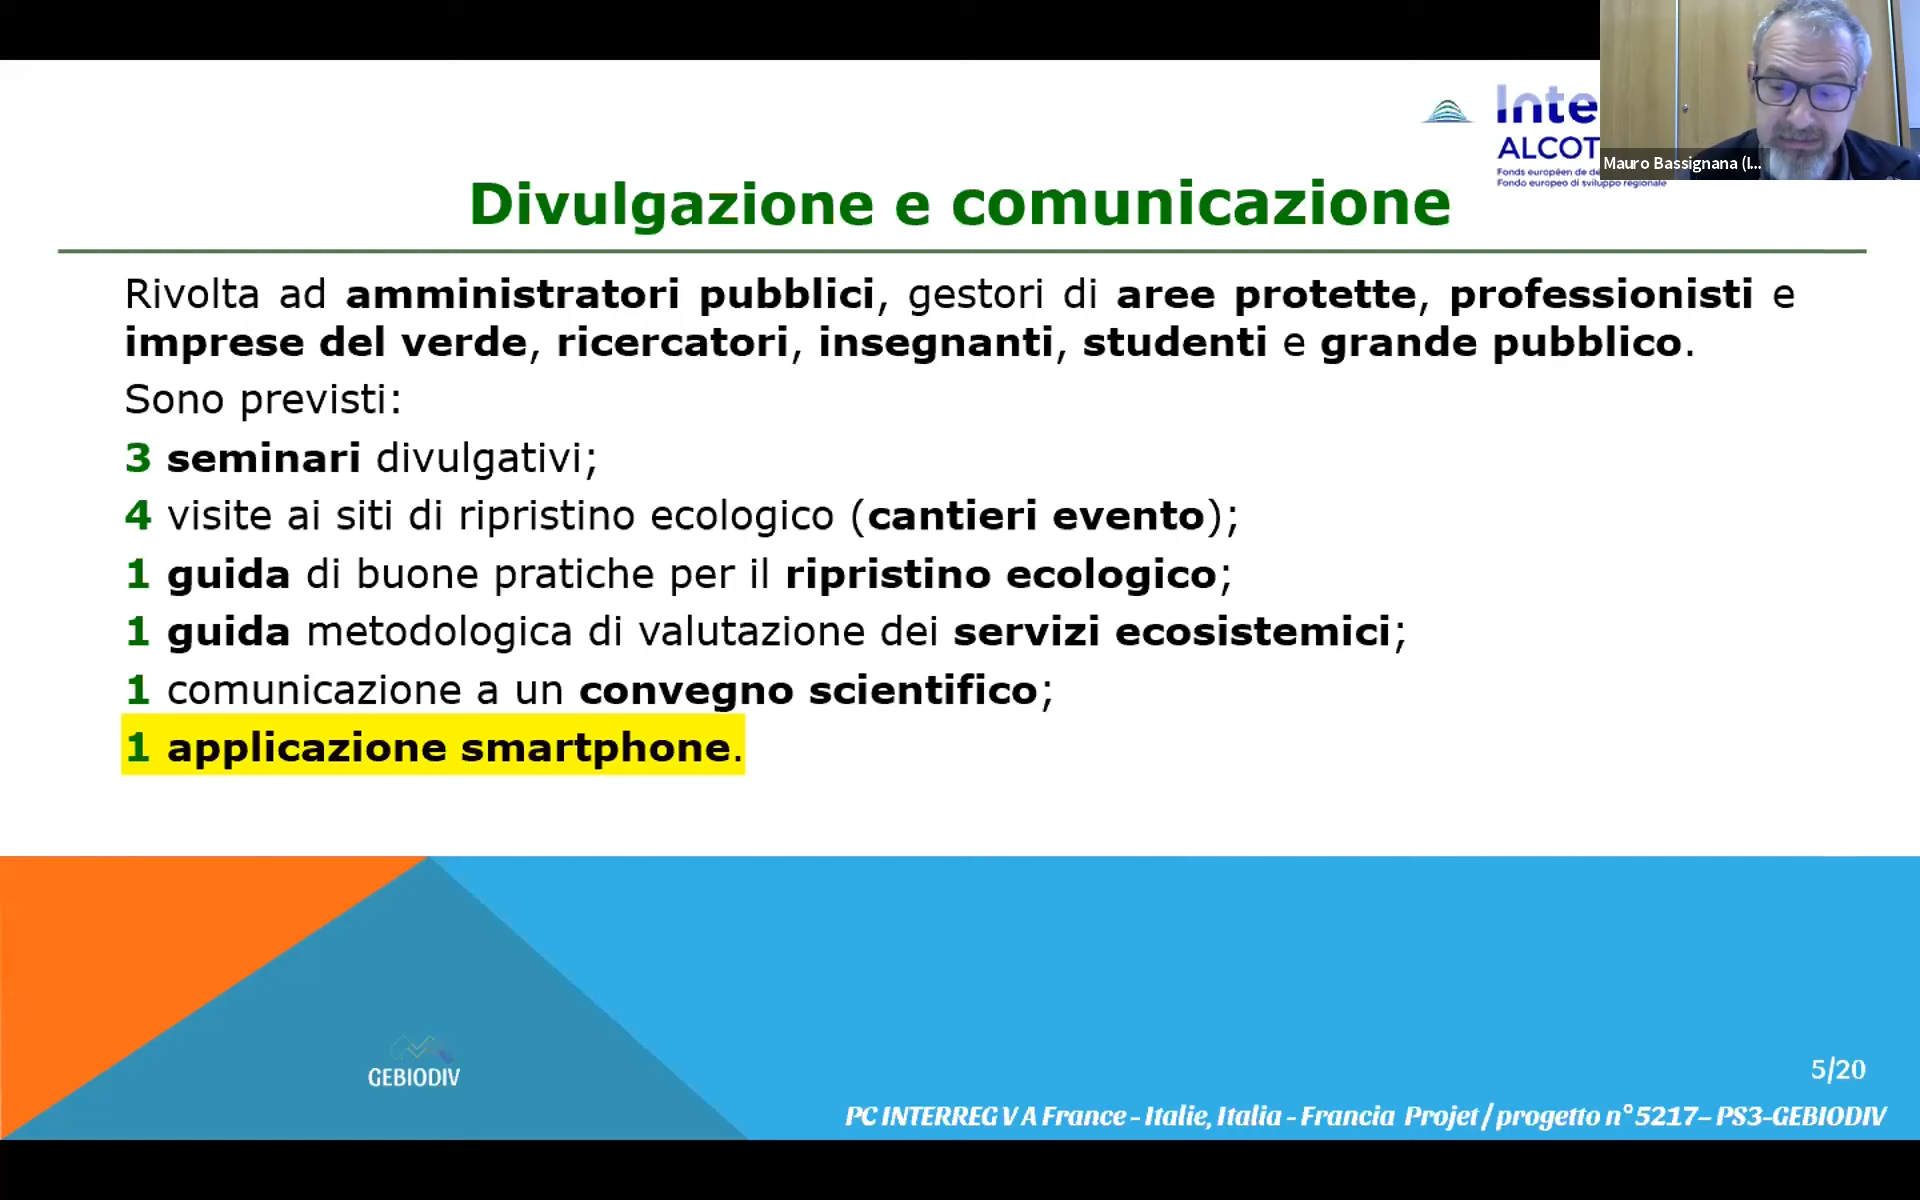 Inte
ALCOT
Fonds européen de dé
Fondo europeo di sviluppo regionale
Mauro Bassignana (I...
Divulgazione e comunicazione
Rivolta ad amministratori pubblici, gestori di aree protette, professionisti e
imprese del verde, ricercatori, insegnanti, studenti e grande pubblico.
Sono previsti:
3 seminari divulgativi;
4 visite ai siti di ripristino ecologico (cantieri evento);
1 guida di buone pratiche per il ripristino ecologico;
1 guida metodologica di valutazione dei servizi ecosistemici;
1 comunicazione a un convegno scientifico;
1 applicazione smartphone.
GEBIODIV
5/20
PC INTERREG V A France - Italie, Italia - Francia Projet / progetto n° 5217– PS3-GEBIODIV